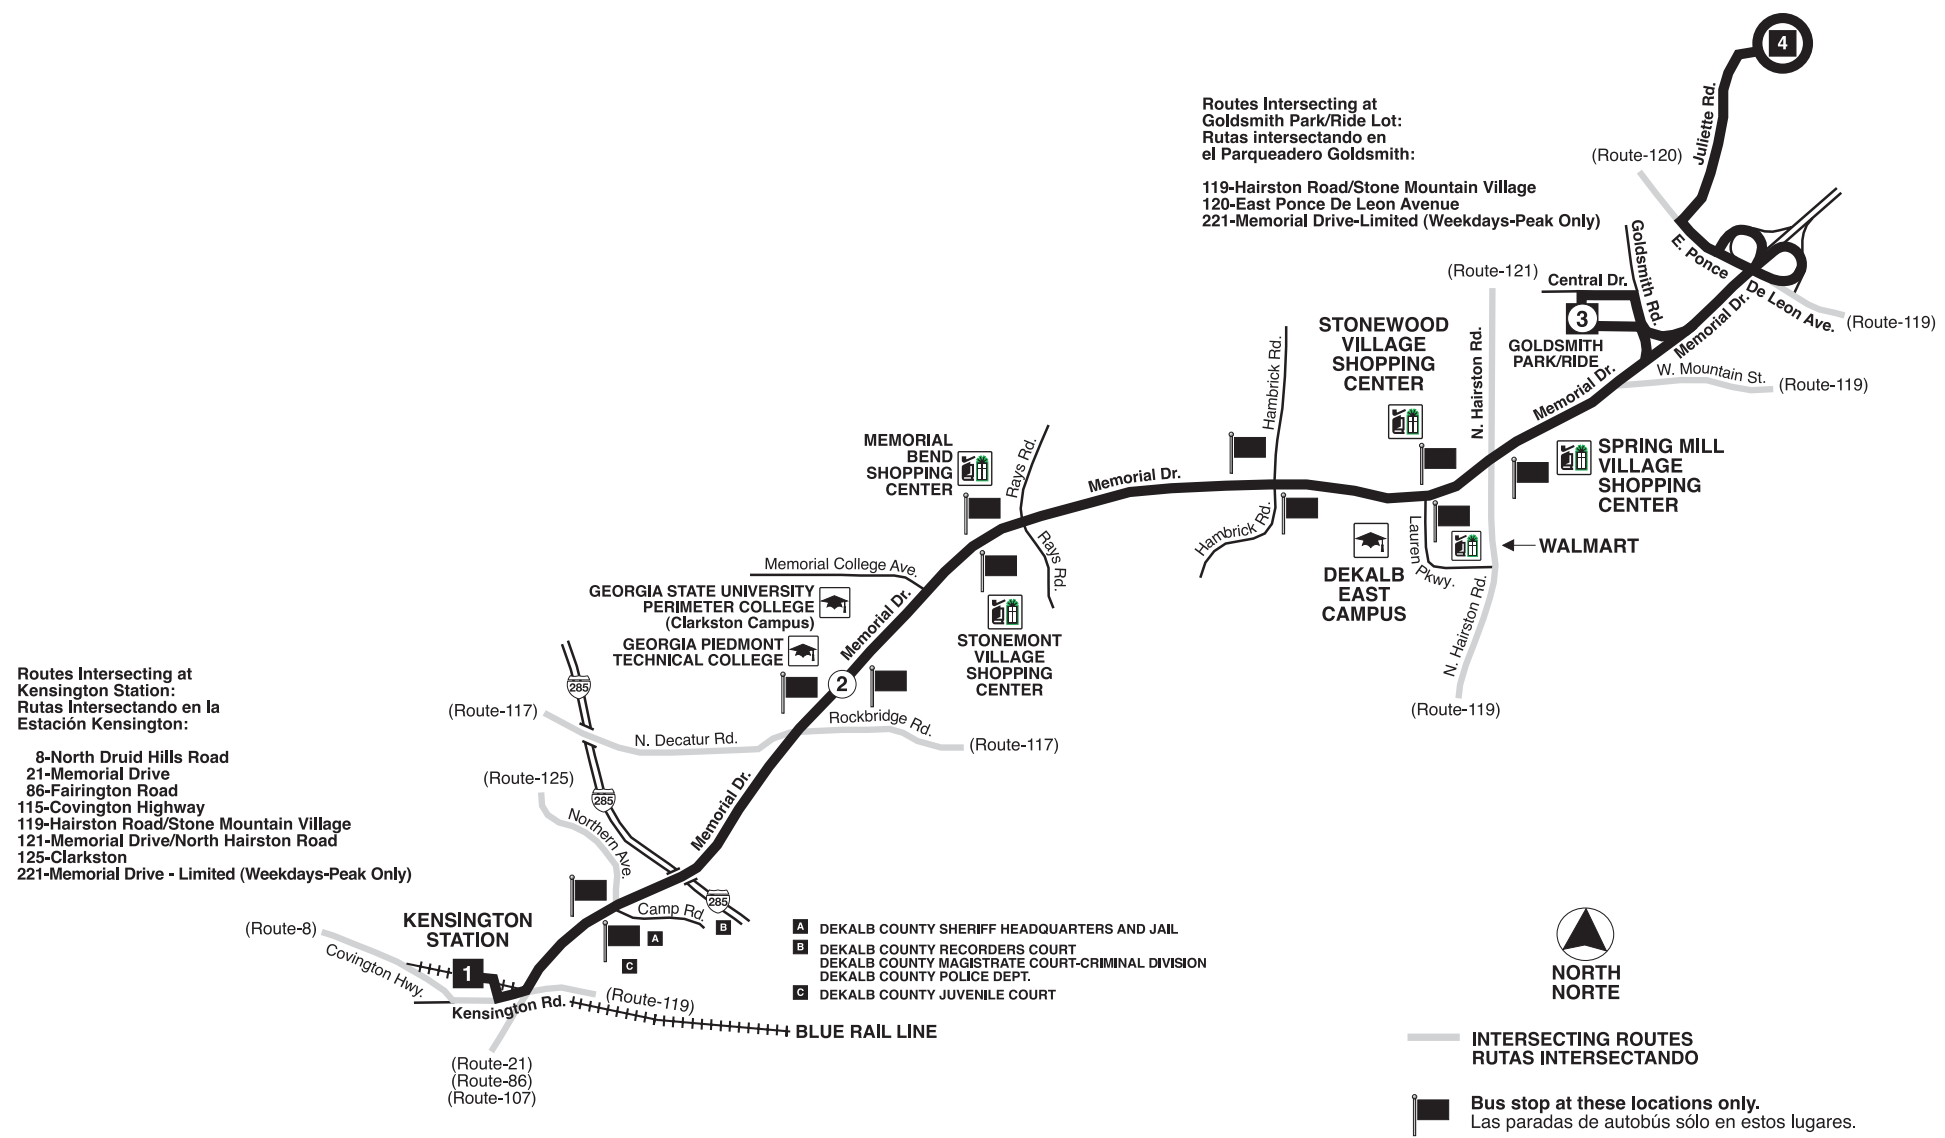 4
Juliette Rd.
Routes Intersecting at
Goldsmith Park/Ride Lot:
Rutas intersectando en
el Parqueadero Goldsmith:
119-Hairston Road/Stone Mountain Village
120-East Ponce De Leon Avenue
221-Memorial Drive-Limited (Weekdays-Peak Only)
(Route-120)
E. Ponce
De Leon Ave.
(Route-119)
Goldsmith Rd.
(Route-121)
Central Dr.
3
GOLDSMITH
PARK/RIDE
Memorial Dr.
W. Mountain St.
(Route-119)
Memorial Dr.
STONEWOOD
VILLAGE
SHOPPING
CENTER
N. Hairston Rd.
Hambrick Rd.
MEMORIAL
BEND
SHOPPING
CENTER
Rays Rd.
Memorial Dr.
SPRING MILL
VILLAGE
SHOPPING
CENTER
Hambrick Rd.
Lauren Pkwy.
WALMART
Rays Rd.
DEKALB
EAST
CAMPUS
N. Hairston Rd.
(Route-119)
Memorial College Ave.
GEORGIA STATE UNIVERSITY
PERIMETER COLLEGE
(Clarkston Campus)
GEORGIA PIEDMONT
TECHNICAL COLLEGE
Memorial Dr.
STONEMONT
VILLAGE
SHOPPING
CENTER
2
285
Routes Intersecting at
Kensington Station:
Rutas Intersectando en la
Estación Kensington:
8-North Druid Hills Road
21-Memorial Drive
86-Fairington Road
115-Covington Highway
119-Hairston Road/Stone Mountain Village
121-Memorial Drive/North Hairston Road
125-Clarkston
221-Memorial Drive - Limited (Weekdays-Peak Only)
(Route-117)
N. Decatur Rd.
Rockbridge Rd.
(Route-117)
(Route-125)
285
Northern Ave.
Memorial Dr.
285
Camp Rd.
A
B
C
KENSINGTON
STATION
(Route-8)
Covington Hwy.
1
Kensington Rd.
(Route-119)
BLUE RAIL LINE
(Route-21)
(Route-86)
(Route-107)
A DEKALB COUNTY SHERIFF HEADQUARTERS AND JAIL
B DEKALB COUNTY RECORDERS COURT
DEKALB COUNTY MAGISTRATE COURT-CRIMINAL DIVISION
DEKALB COUNTY POLICE DEPT.
C DEKALB COUNTY JUVENILE COURT
NORTH
NORTE
INTERSECTING ROUTES
RUTAS INTERSECTANDO
Bus stop at these locations only.
Las paradas de autobús sólo en estos lugares.